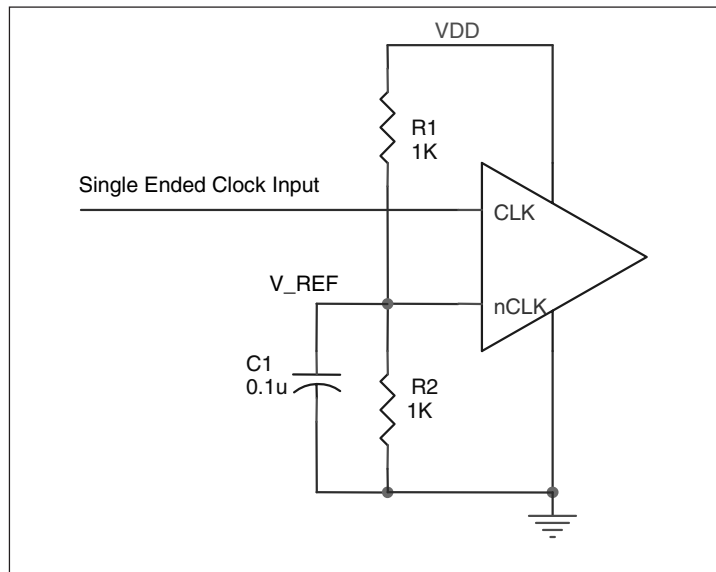 VDD
R1
1K
Single Ended Clock Input
CLK
V_REF
nCLK
C1
0.1u
R2
1K